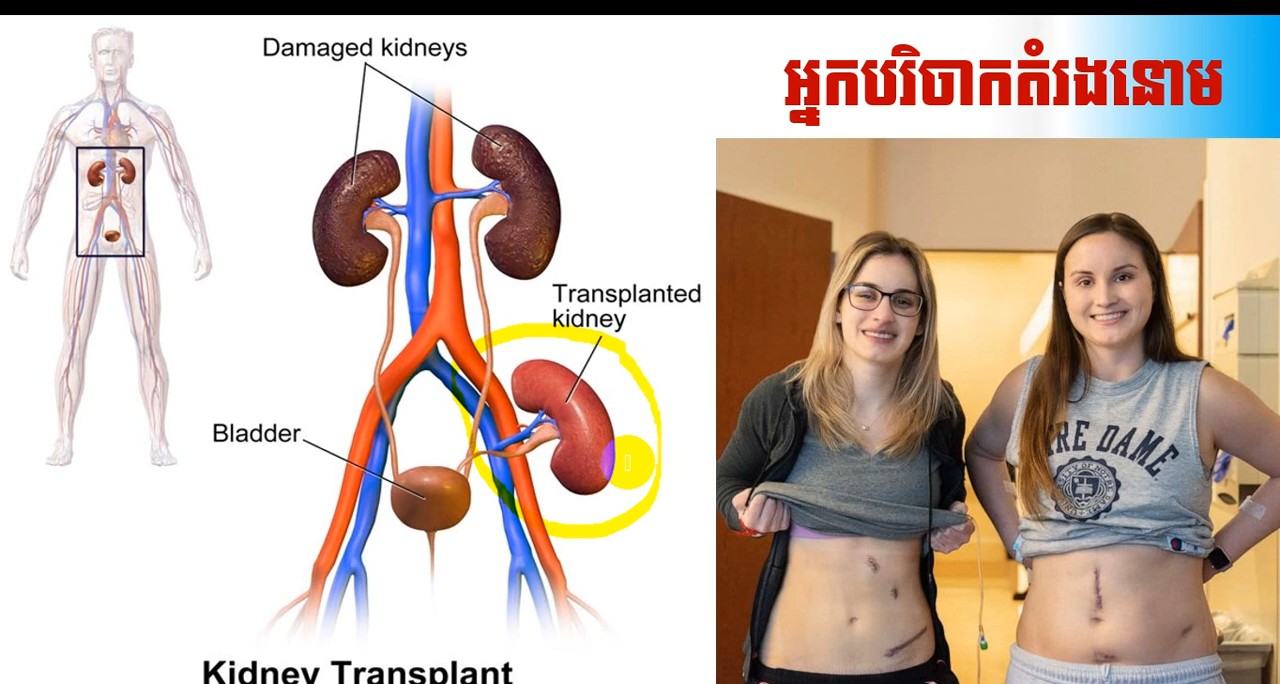 Damaged kidneys
អ្នកបរិចាកតំរងនោម
Transplanted
kidney
Bladder
Kidney Transplant
RE DAME